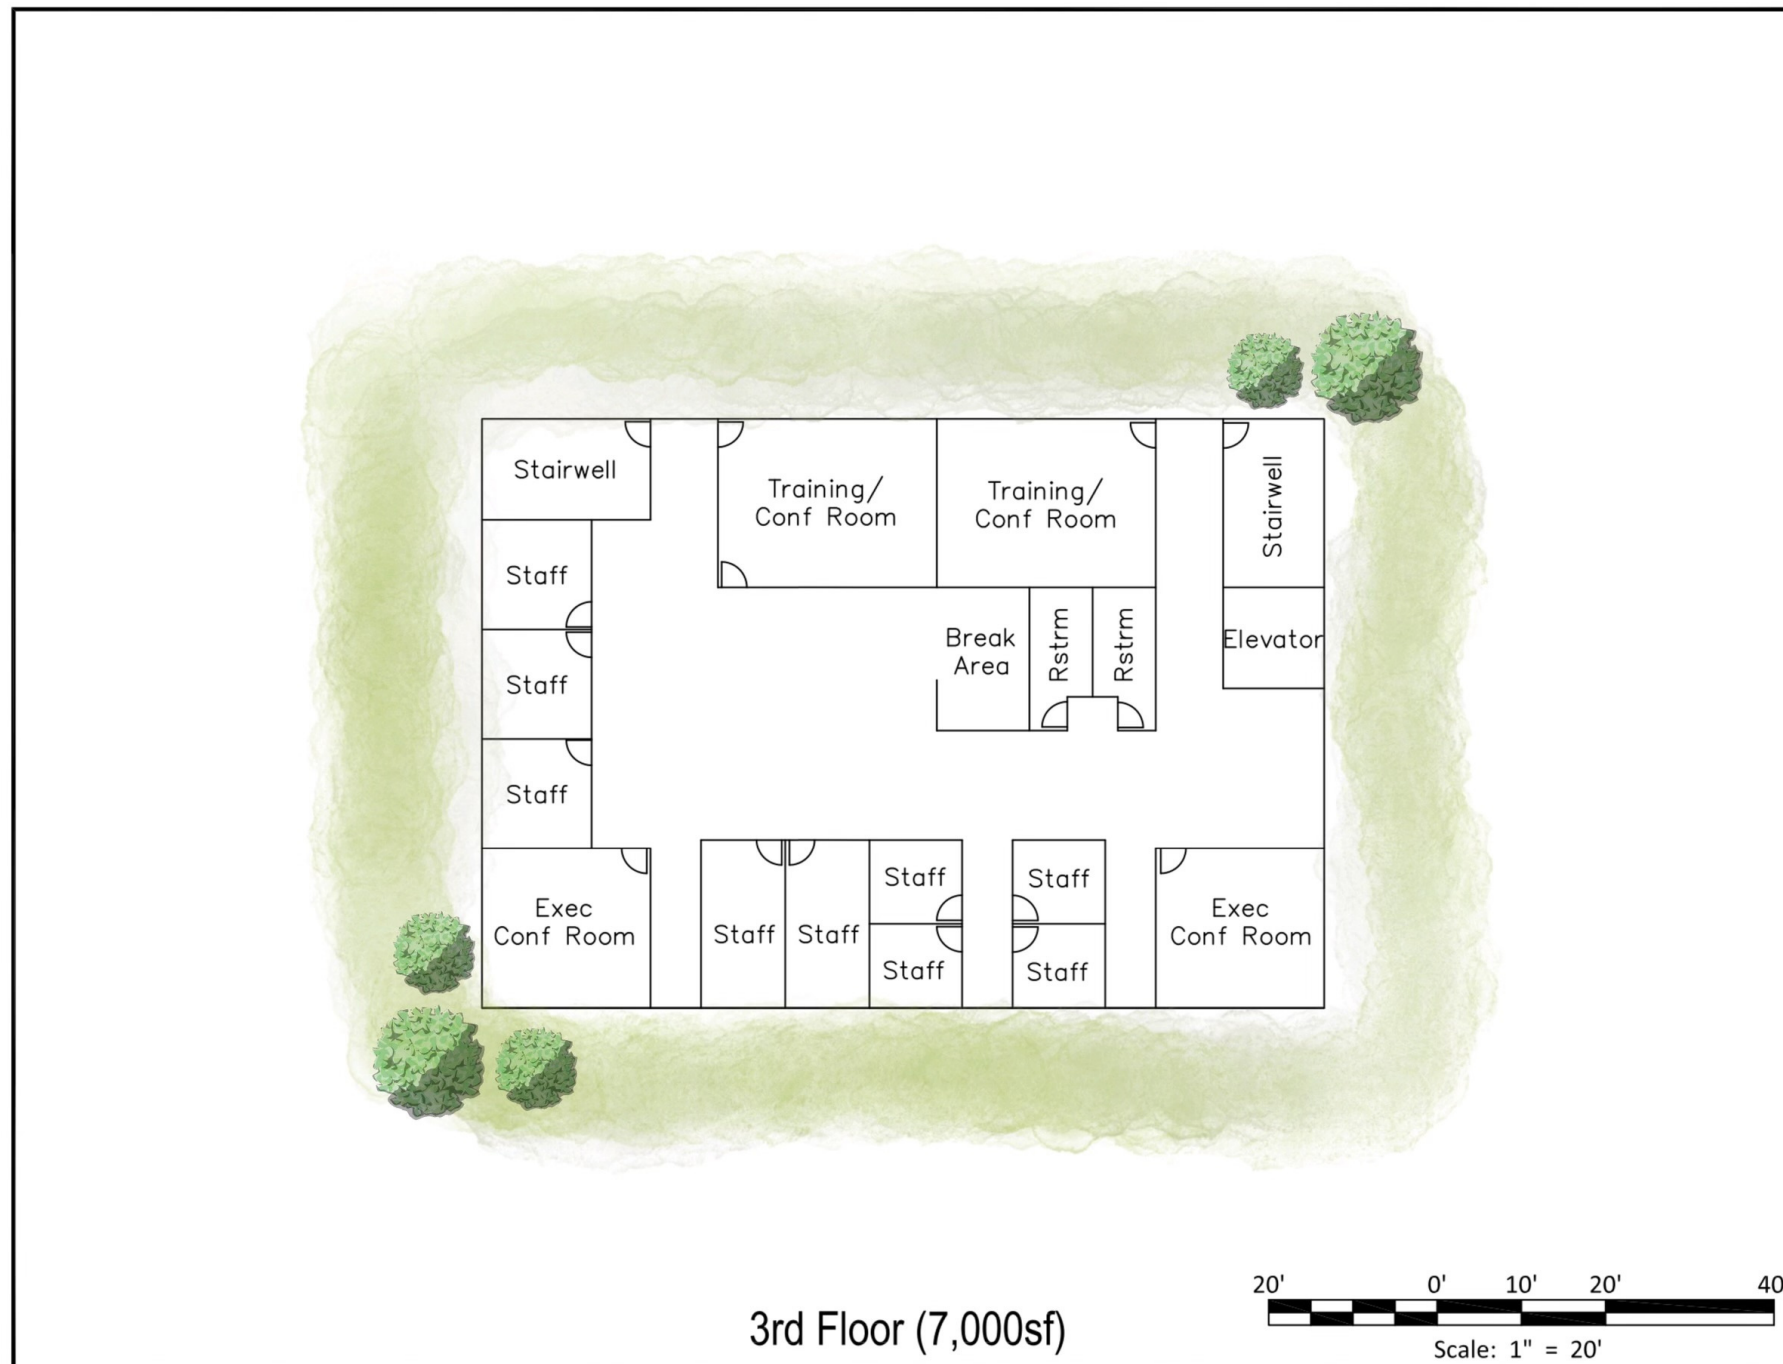 Stairwell
Training/
Conf Room
Training/
Conf Room
Stairwell
Staff
Staff
Staff
Break
Area
Rstrm
Rstrm
Elevator
Exec
Conf Room
Staff
Staff
Staff
Staff
Staff
Staff
Exec
Conf Room
3rd Floor (7,000sf)
20' 0' 10' 20' 40
Scale: 1" = 20'